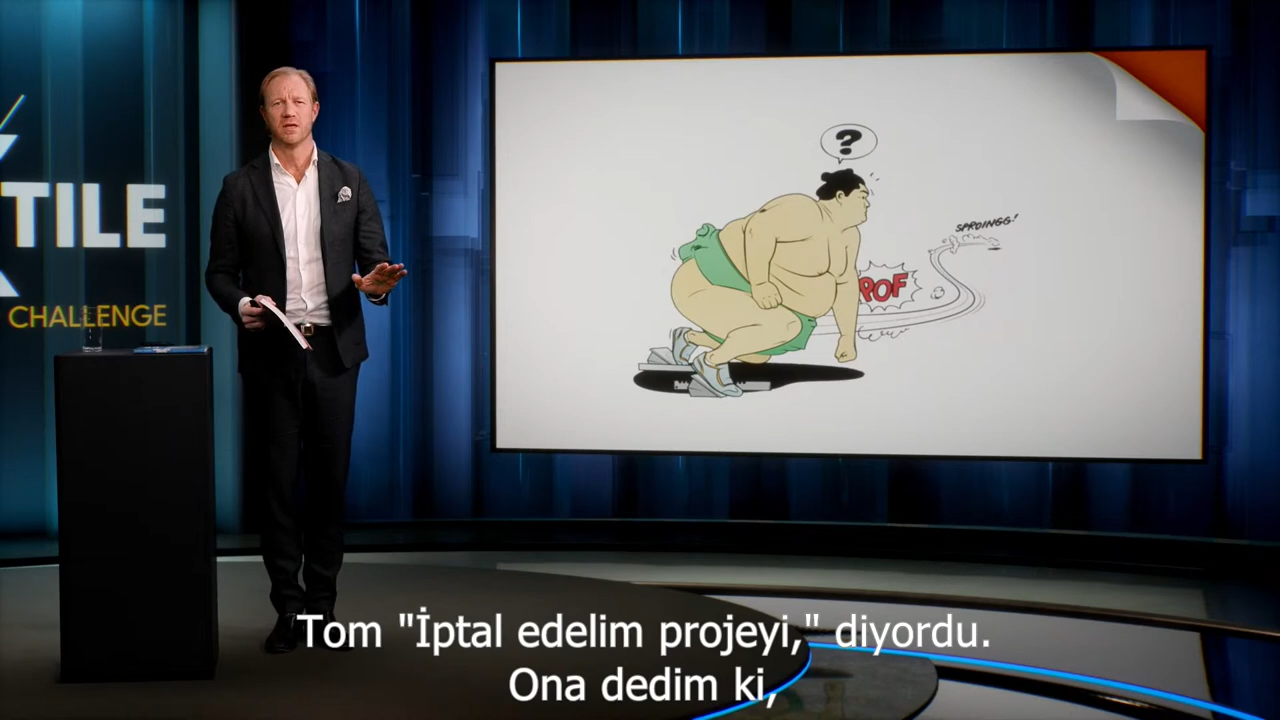 TILE
CHALLENGE
?
SPROINGG!
POF
Tom "İptal edelim projeyi," diyordu.
Ona dedim ki,